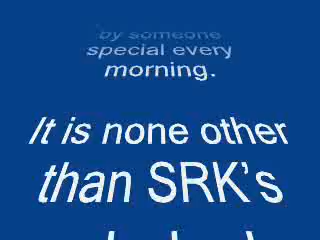 by someone
special every
morning.
It is none other
than SRK's